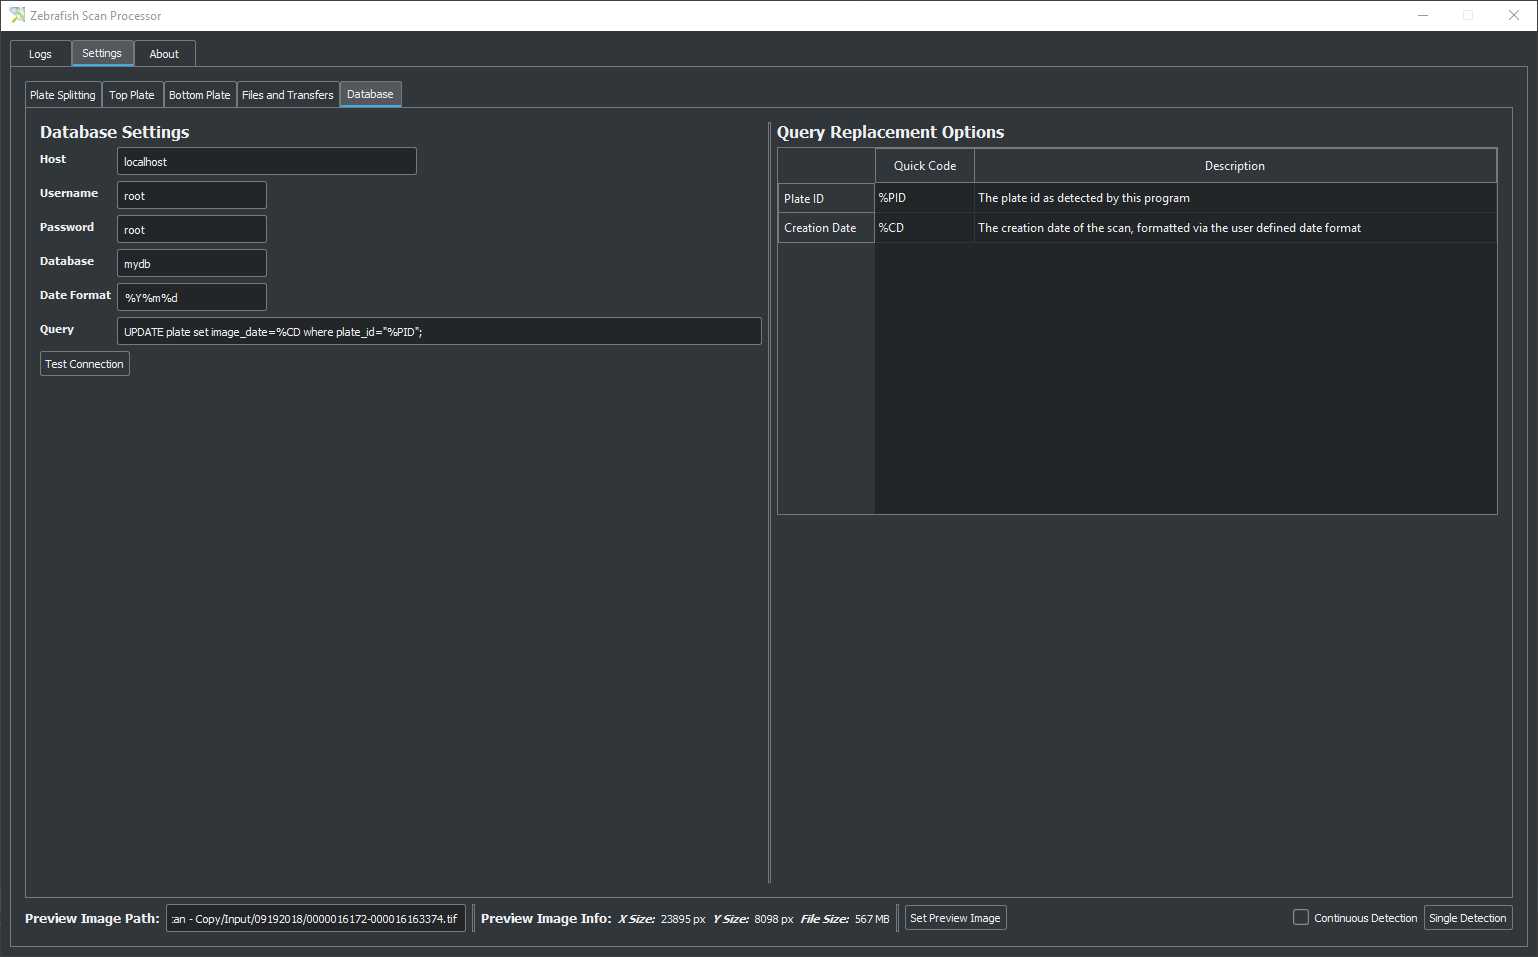 Zebrafish Scan Processor
Logs Settings About
Plate Splitting Top Plate Bottom Plate Files and Transfers Database
Database Settings
Host localhost
Username root
Password root
Database mydb
Date Format %Y%m%d
Query UPDATE plate set image_date=%CD where plate_id="%PID";
Test Connection
Query Replacement Options
Quick Code Description
Plate ID %PID The plate id as detected by this program
Creation Date %CD The creation date of the scan, formatted via the user defined date format
Preview Image Path: can - Copy/Input/09192018/0000016172-000016163374.tif Preview Image Info: X Size: 23895 px Y Size: 8098 px File Size: 567 MB Set Preview Image Continuous Detection Single Detection